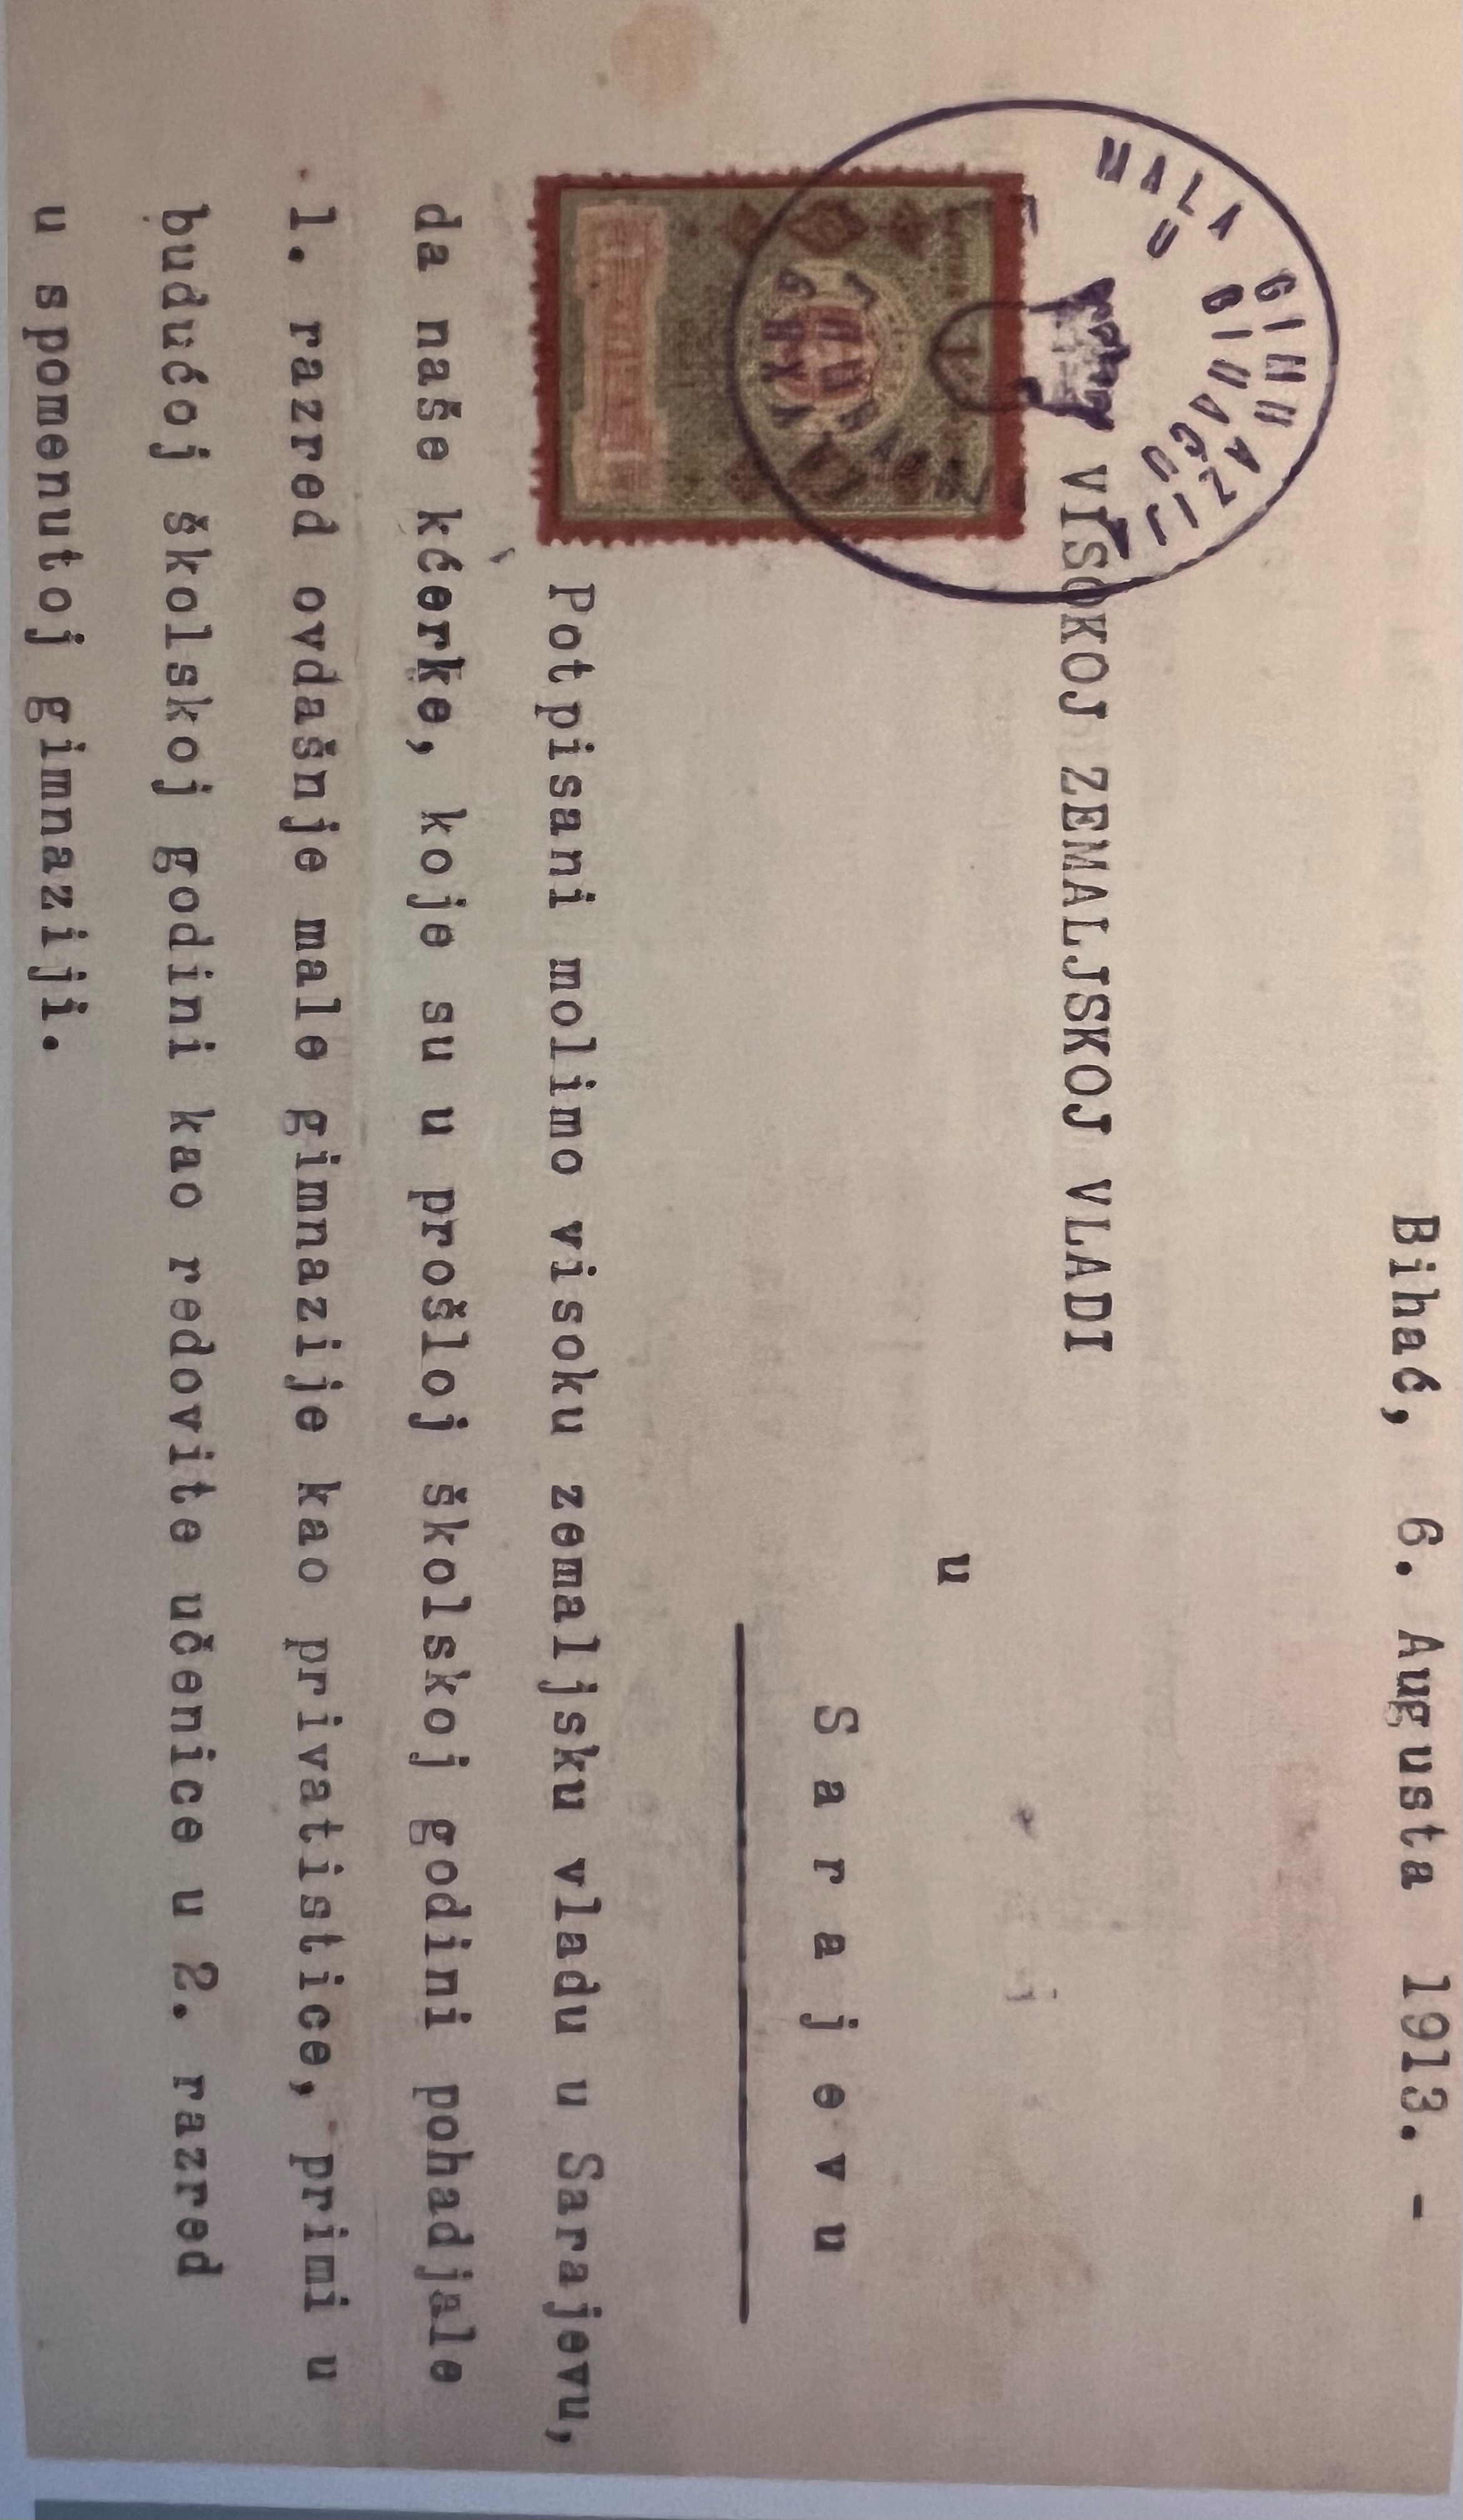 Bihać, 6. Augusta 1913. -
MALA GIMNAZIJA
U BIHAĆU
VISOKOJ ZEMALJSKOJ VLADI
u
Sarajevu
Potpisani molimo visoku zemaljsku vladu u Sarajevu,
da naše kćerke, koje su u prošloj školskoj godini pohadjale
1. razred ovdašnje male gimnazije kao privatistice, primi u
budućoj školskoj godini kao redovite učenice u 2. razred
u spomenutoj gimnaziji.